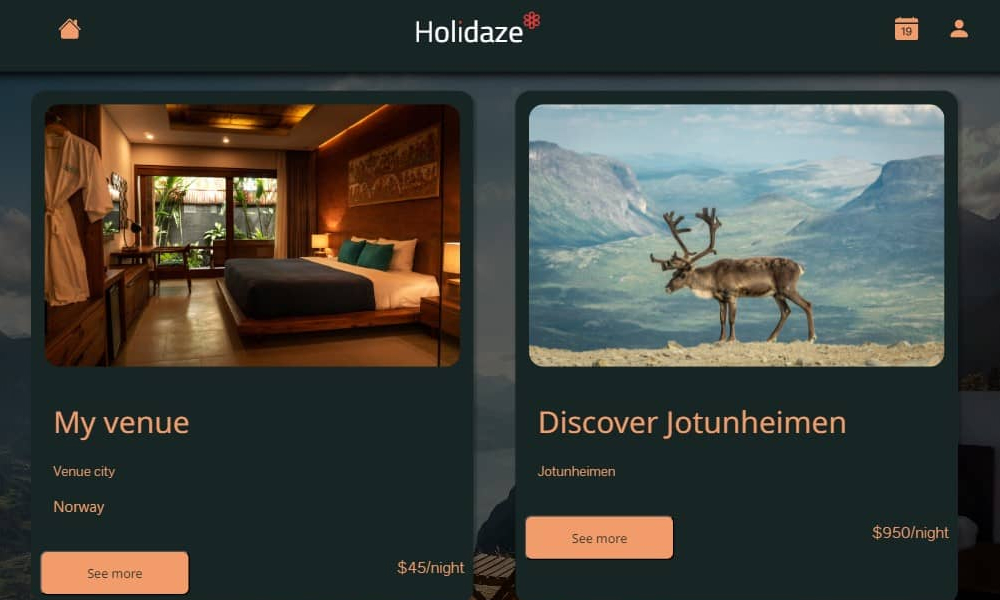 Holidaze
19
My venue
Venue city
Norway
See more
$45/night
Discover Jotunheimen
Jotunheimen
See more
$950/night